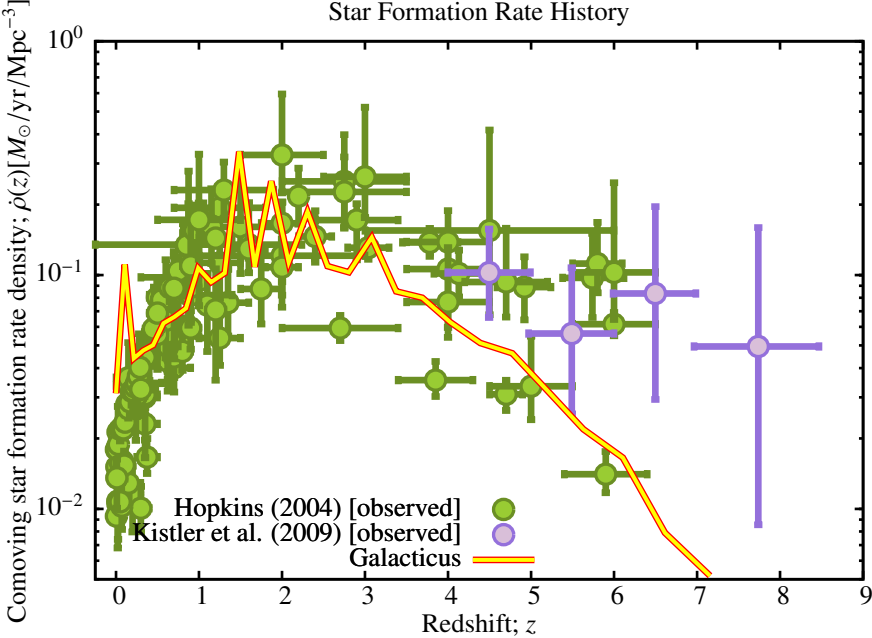 Star Formation Rate History
Comoving star formation rate density; ρ̇(z)[M⊙/yr/Mpc⁻³]
10⁰
10⁻¹
10⁻²
Hopkins (2004) [observed]
Kistler et al. (2009) [observed]
Galacticus
0 1 2 3 4 5 6 7 8 9
Redshift; z